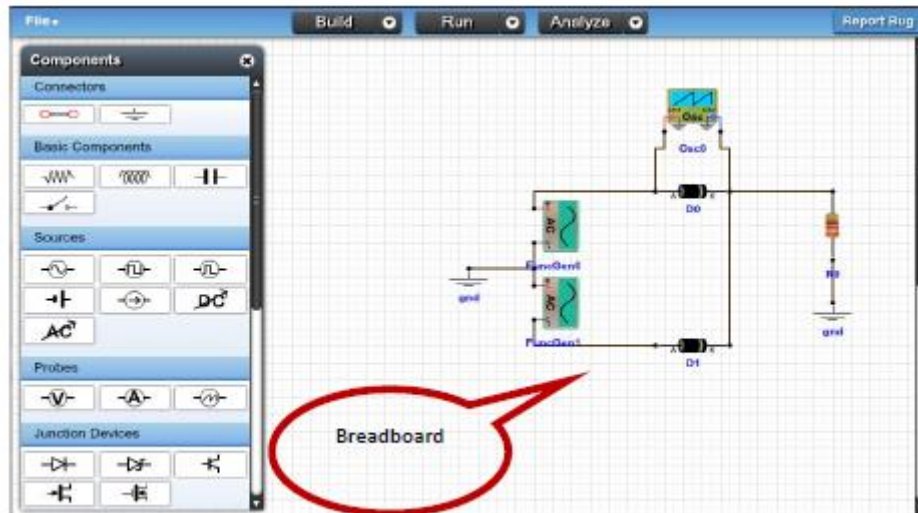 File
Build
Run
Analyze
Report Bug
Components
Connectors
Basic Components
Sources
DC
AC
Probes
V
A
Junction Devices
Osc
Osc0
A
K
D0
AC
FuncGen0
gnd
AC
FuncGen1
A
K
D1
R0
gnd
Breadboard